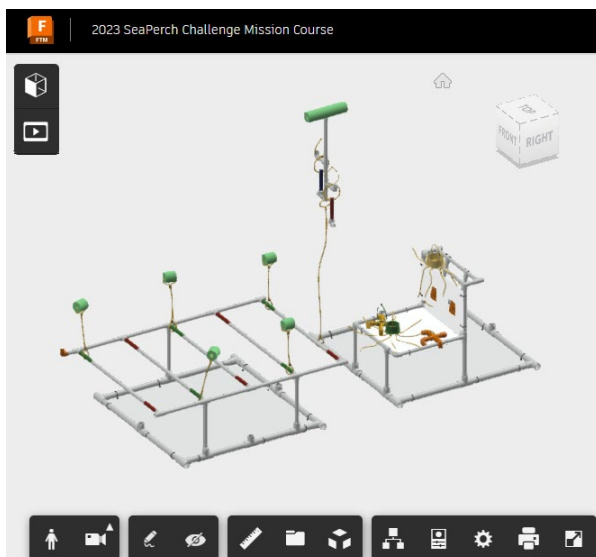 F
FTM
2023 SeaPerch Challenge Mission Course
TOP
FRONT
RIGHT